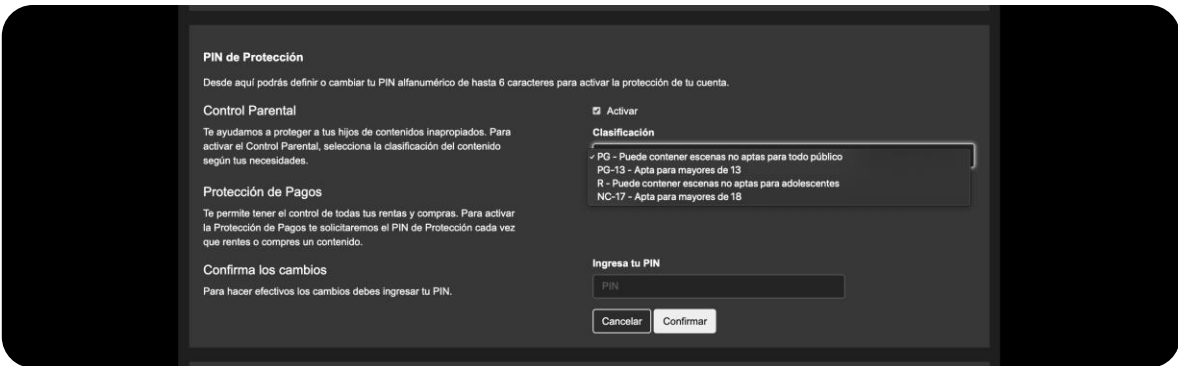 PIN de Protección
Desde aquí podrás definir o cambiar tu PIN alfanumérico de hasta 6 caracteres para activar la protección de tu cuenta.
Control Parental
Te ayudamos a proteger a tus hijos de contenidos inapropiados. Para
activar el Control Parental, selecciona la clasificación del contenido
según tus necesidades.
Activar
Clasificación
PG - Puede contener escenas no aptas para todo público
PG-13 - Apta para mayores de 13
R - Puede contener escenas no aptas para adolescentes
NC-17 - Apta para mayores de 18
Protección de Pagos
Te permite tener el control de todas tus rentas y compras. Para activar
la Protección de Pagos te solicitaremos el PIN de Protección cada vez
que rentes o compres un contenido.
Confirma los cambios
Para hacer efectivos los cambios debes ingresar tu PIN.
Ingresa tu PIN
PIN
Cancelar
Confirmar